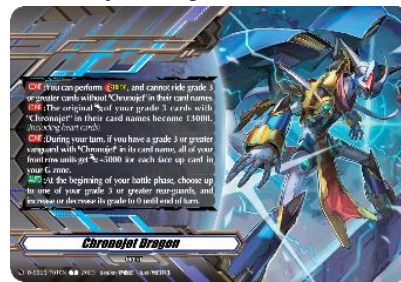 CONT :You can perform STRIDE, and cannot ride grade 3
or greater cards without "Chronojet" in their card names.
CONT :The original of your grade 3 cards with
"Chronojet" in their card names become 13000.
(Including heart cards)
CONT :During your turn, if you have a grade 3 or greater
vanguard with "Chronojet" in its card name, all of your
front row units get +5000 for each face up card in
your G zone.
AUTO :At the beginning of your battle phase, choose up
to one of your grade 3 or greater rear-guards, and
increase or decrease its grade to 0 until end of turn.
Chronojet Dragon